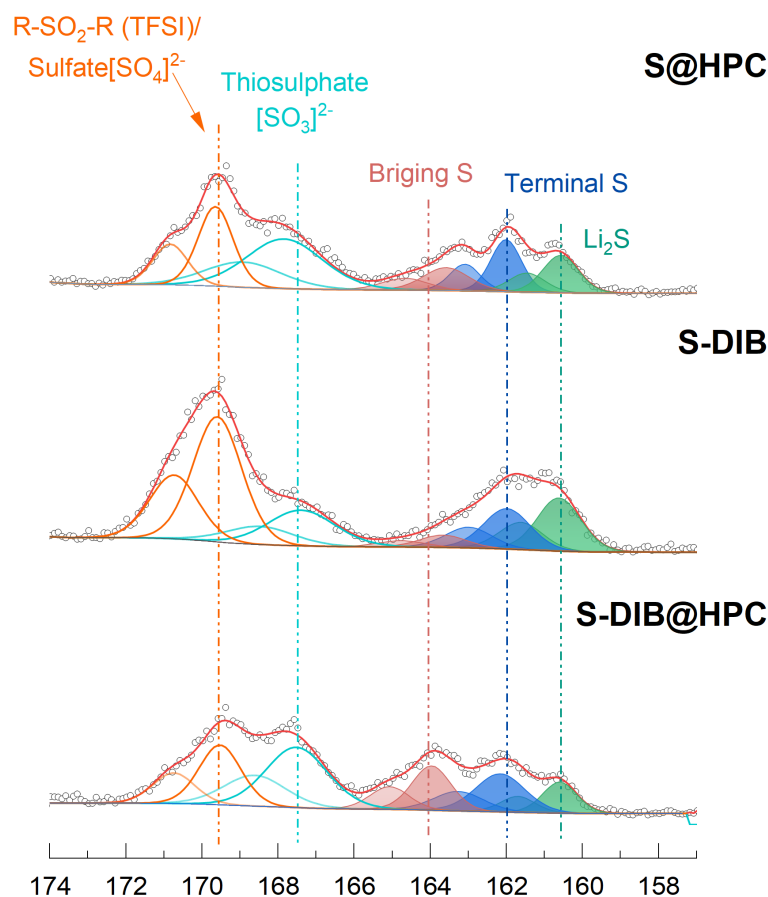 R-SO₂-R (TFSI)/
Sulfate[SO₄]²⁻
S@HPC
Thiosulphate
[SO₃]²⁻
Briging S
Terminal S
Li₂S
S-DIB
S-DIB@HPC
174 172 170 168 166 164 162 160 158